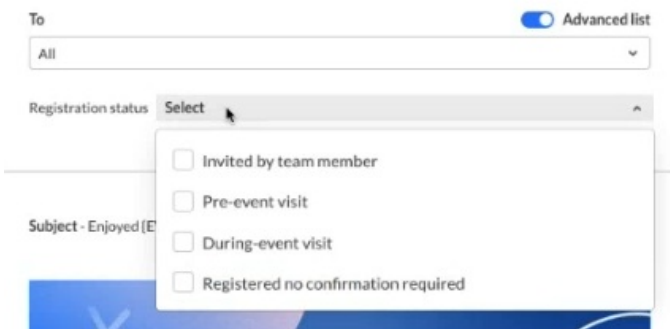 To
Advanced list
All
Registration status Select
Invited by team member
Pre-event visit
During-event visit
Registered no confirmation required
Subject - Enjoyed {E